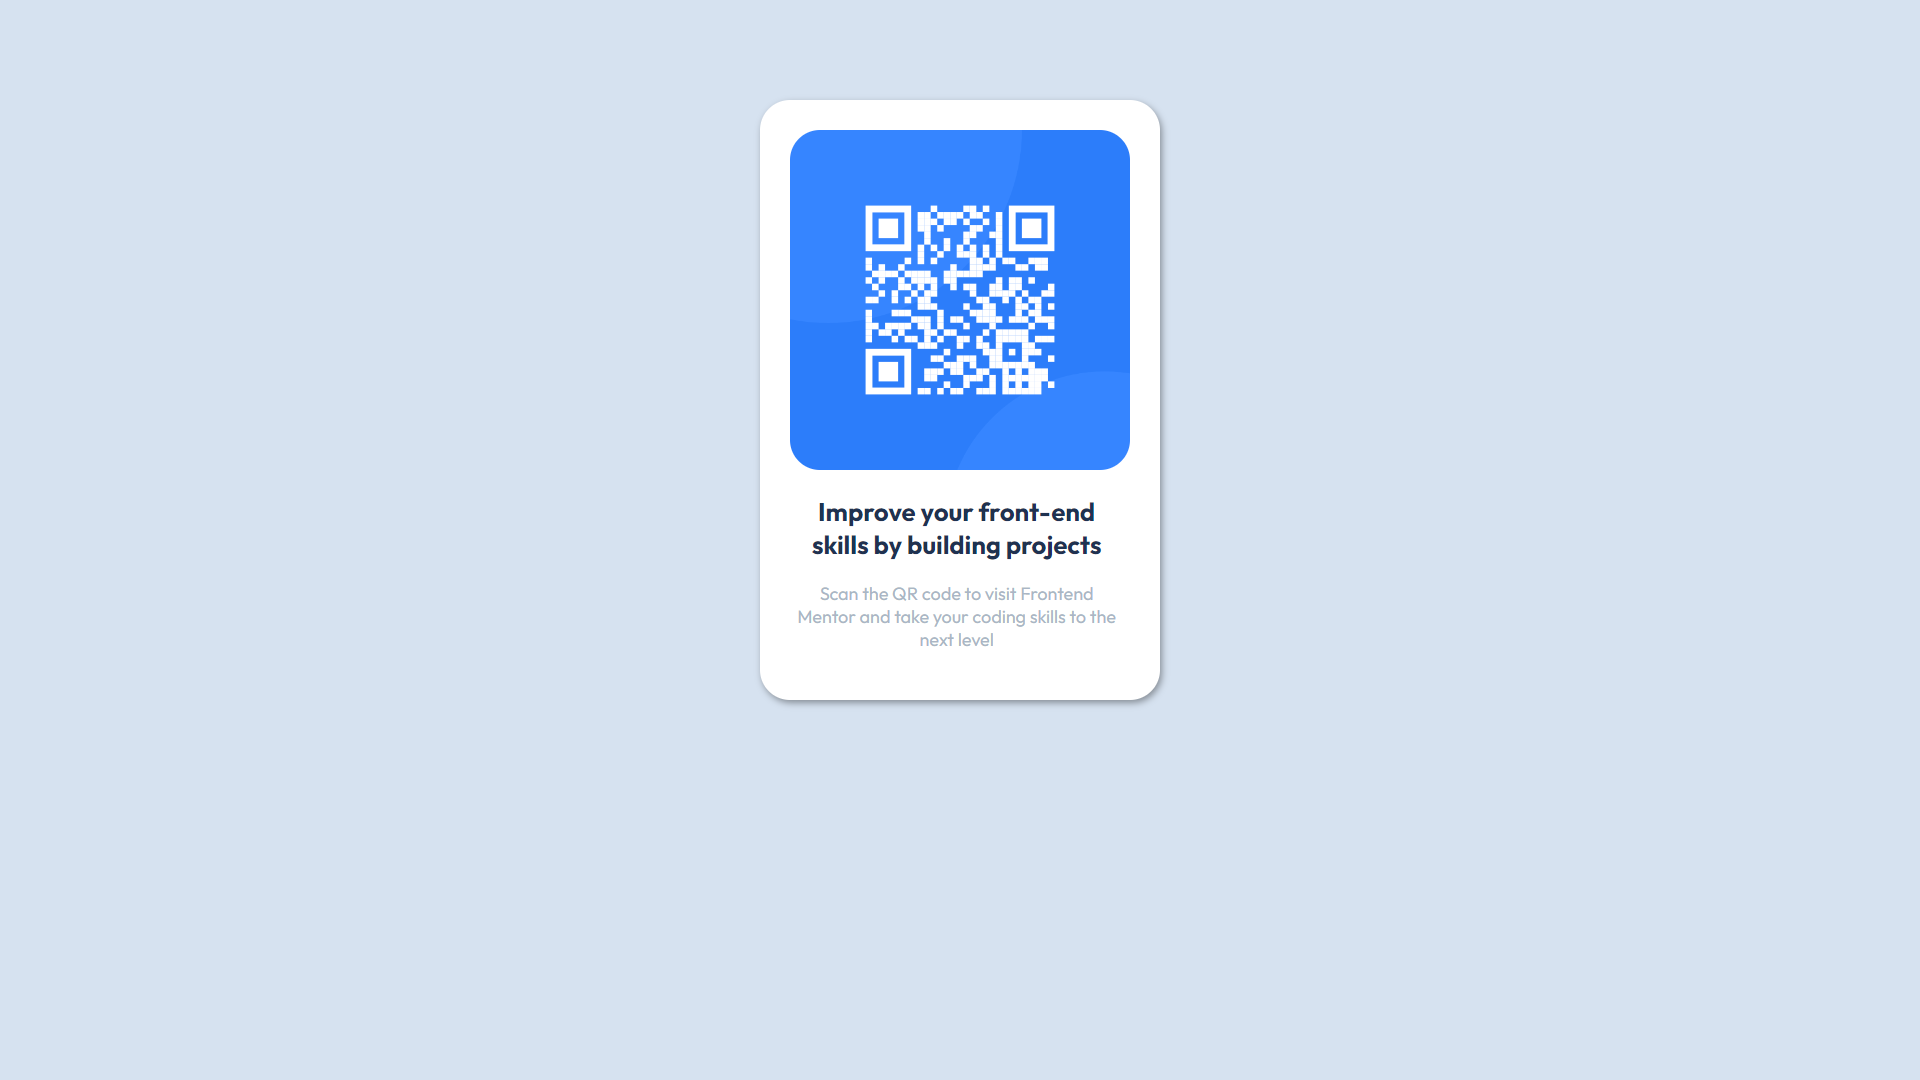 Improve your front-end
skills by building projects
Scan the QR code to visit Frontend
Mentor and take your coding skills to the
next level